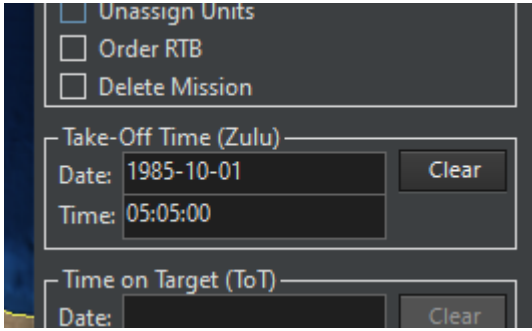 Unassign Units
Order RTB
Delete Mission
Take-Off Time (Zulu)
Date: 1985-10-01 Clear
Time: 05:05:00
Time on Target (ToT)
Date: Clear